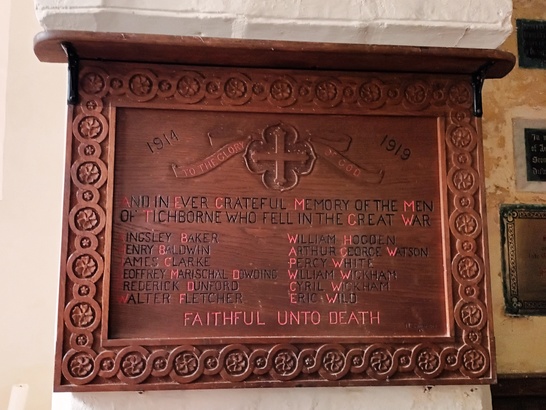 1914
1919
TO THE GLORY
OF GOD
AND IN EVER GRATEFUL MEMORY OF THE MEN
OF TICHBORNE WHO FELL IN THE GREAT WAR
KINGSLEY BAKER
HENRY BALDWIN
JAMES CLARKE
GEOFFREY MARISCHAL DOWDING
FREDERICK DUNFORD
WALTER FLETCHER
WILLIAM HOGDEN
ARTHUR GEORGE WATSON
PERCY WHITE
WILLIAM WICKHAM
CYRIL WICKHAM
ERIC WILD
FAITHFUL UNTO DEATH